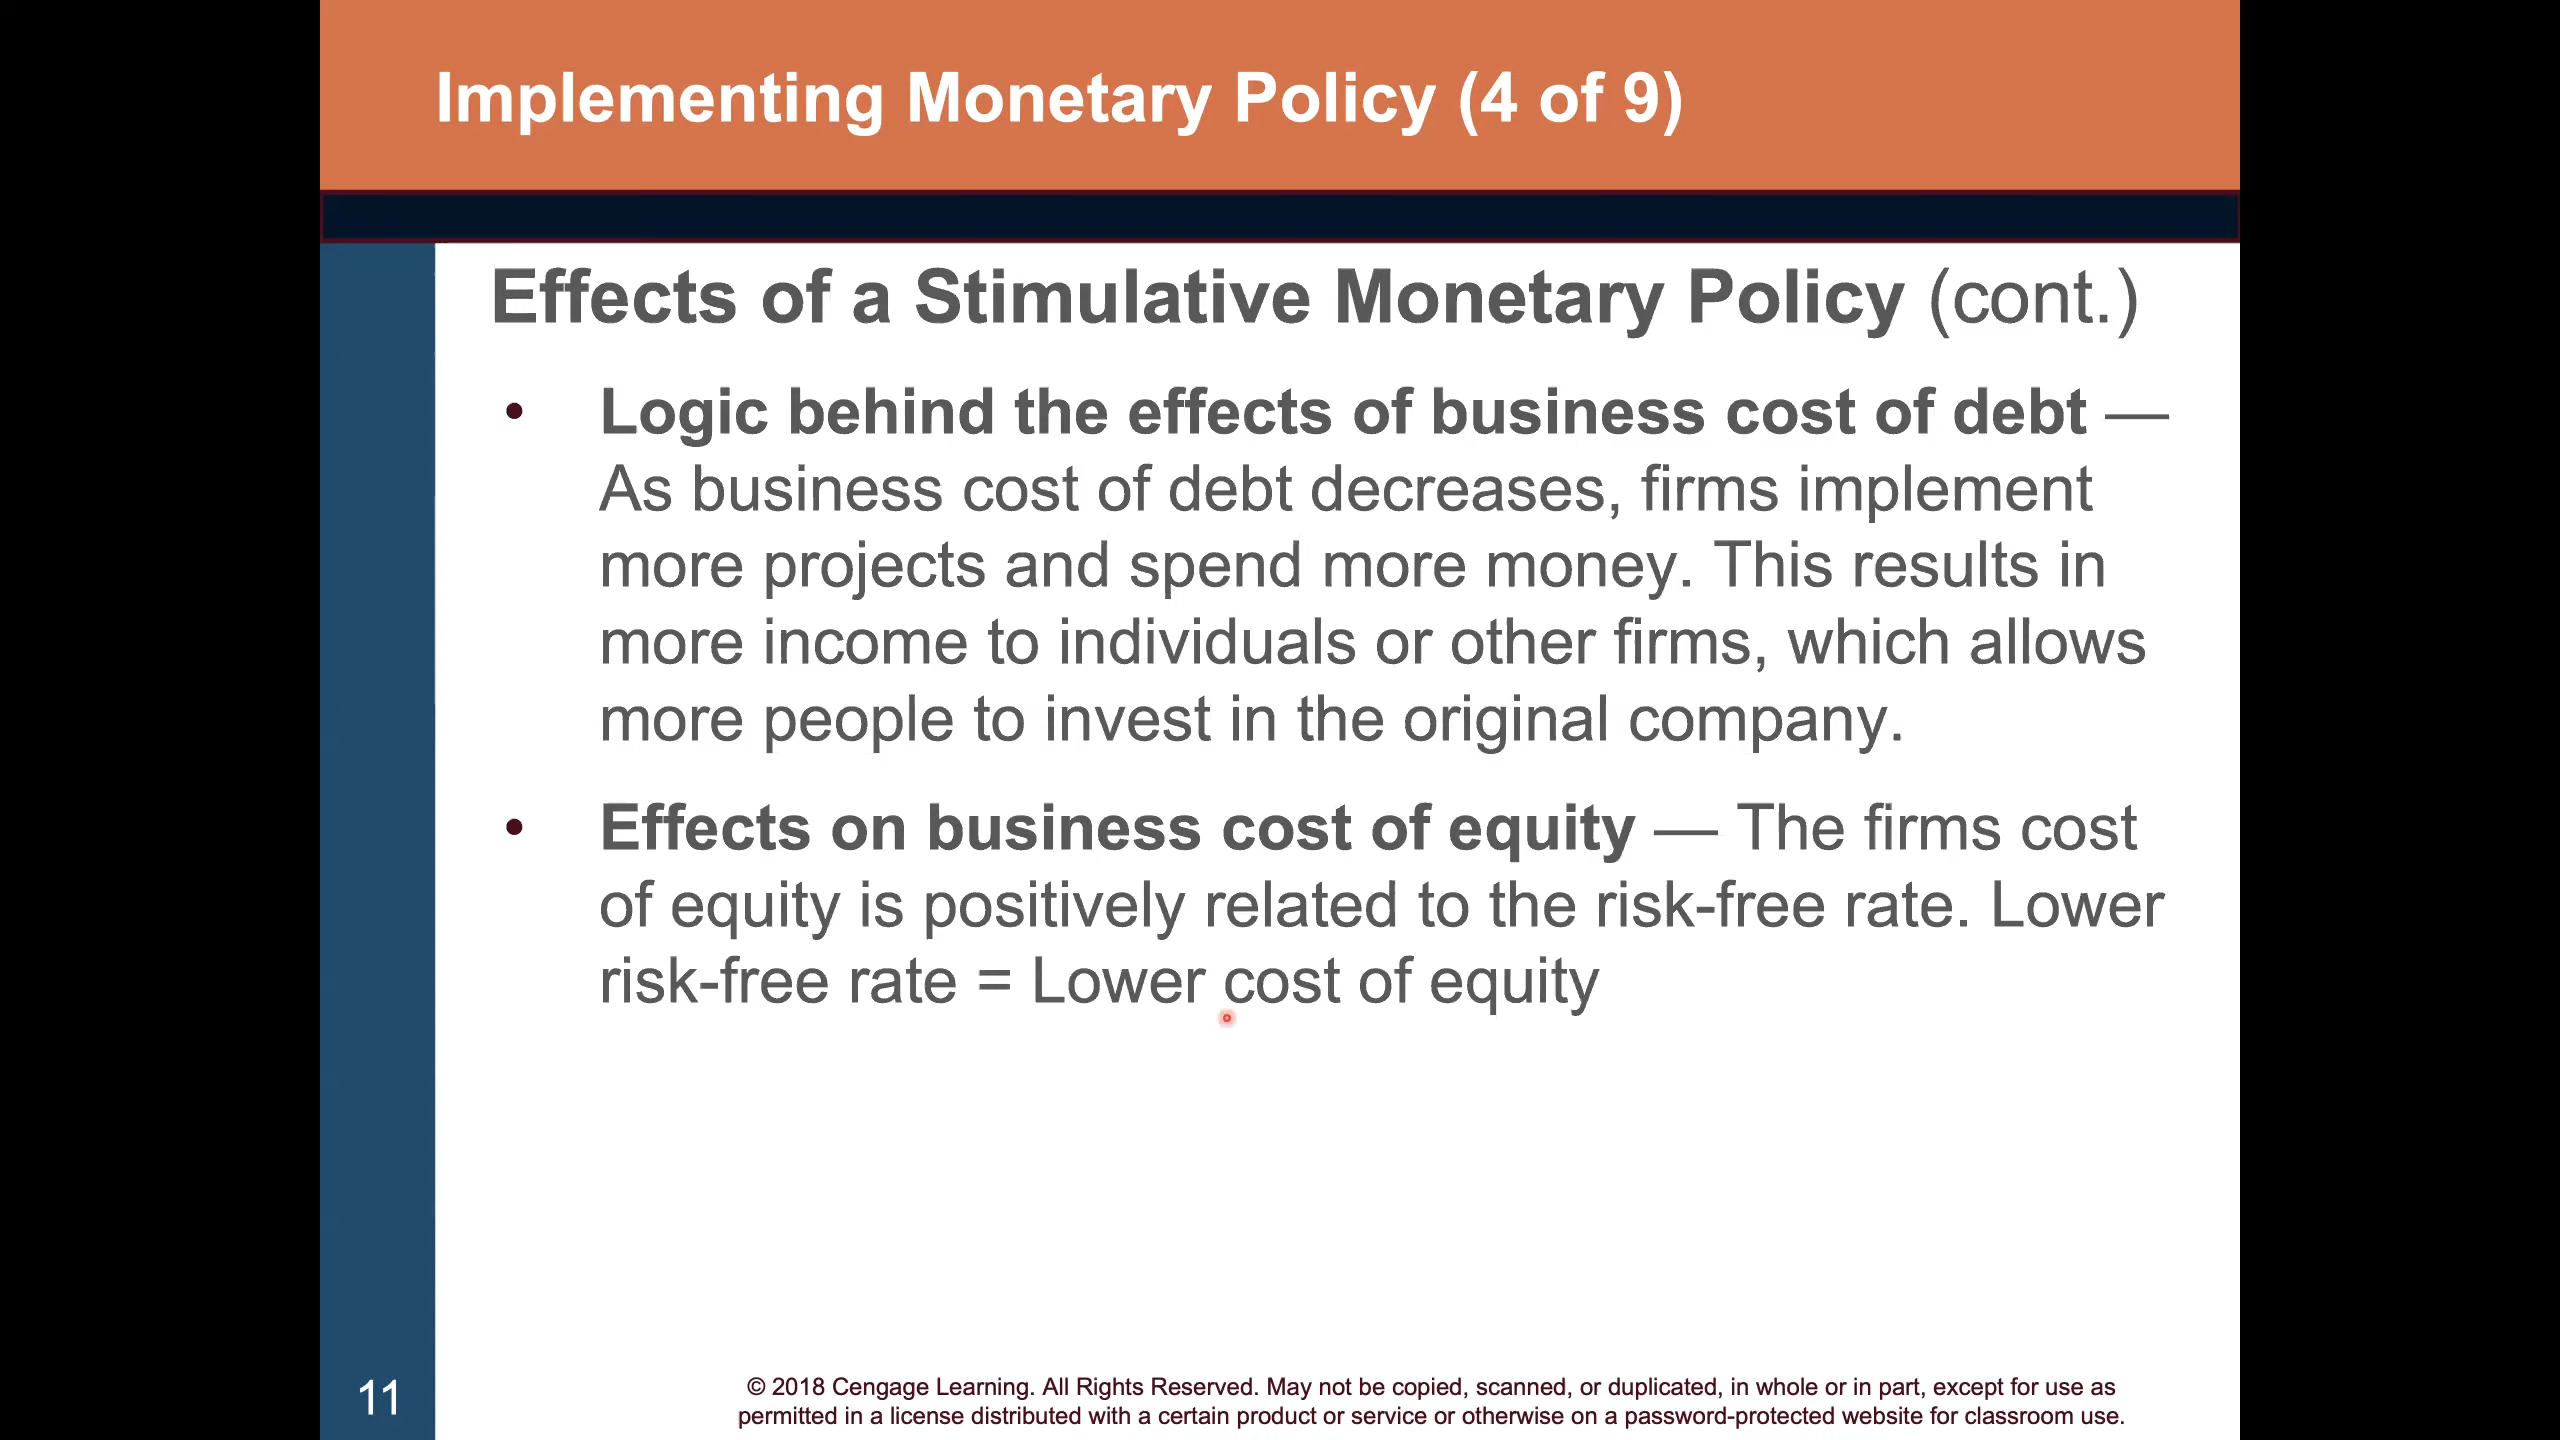 Implementing Monetary Policy (4 of 9)
Effects of a Stimulative Monetary Policy (cont.)
• Logic behind the effects of business cost of debt —
As business cost of debt decreases, firms implement
more projects and spend more money. This results in
more income to individuals or other firms, which allows
more people to invest in the original company.
• Effects on business cost of equity — The firms cost
of equity is positively related to the risk-free rate. Lower
risk-free rate = Lower cost of equity
11
© 2018 Cengage Learning. All Rights Reserved. May not be copied, scanned, or duplicated, in whole or in part, except for use as
permitted in a license distributed with a certain product or service or otherwise on a password-protected website for classroom use.